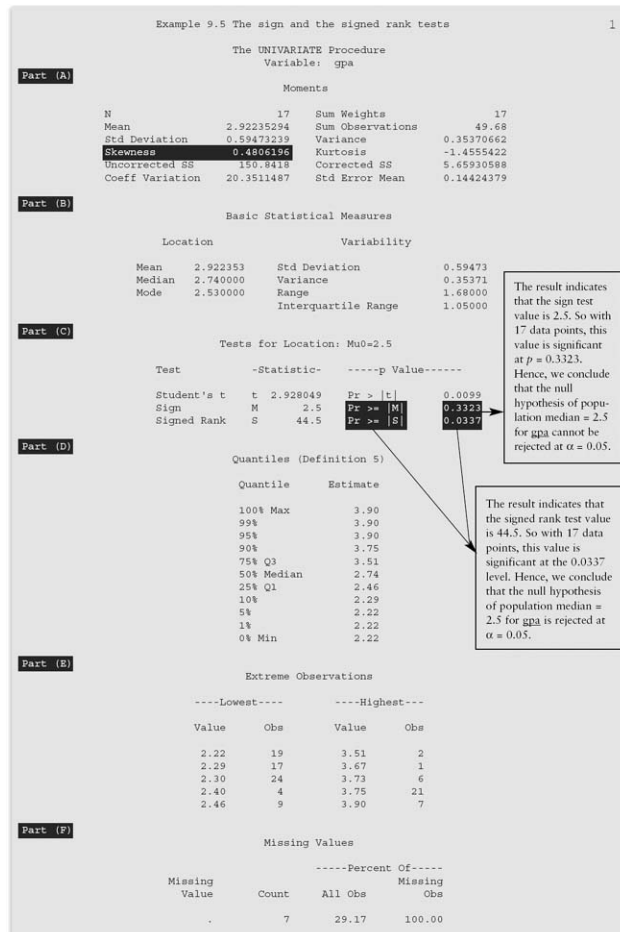 Example 9.5 The sign and the signed rank tests 1
The UNIVARIATE Procedure
Variable: gpa
Part (A)
Moments
N 17 Sum Weights 17
Mean 2.92235294 Sum Observations 49.68
Std Deviation 0.59473239 Variance 0.35370662
Skewness 0.4806196 Kurtosis -1.4555422
Uncorrected SS 150.8418 Corrected SS 5.65930588
Coeff Variation 20.3511487 Std Error Mean 0.14424379
Part (B)
Basic Statistical Measures
Location Variability
Mean 2.922353 Std Deviation 0.59473
Median 2.740000 Variance 0.35371
Mode 2.530000 Range 1.68000
Interquartile Range 1.05000
The result indicates
that the sign test
value is 2.5. So with
17 data points, this
value is significant
at p = 0.3323.
Hence, we conclude
that the null
hypothesis of popu-
lation median = 2.5
for gpa cannot be
rejected at α = 0.05.
Part (C)
Tests for Location: Mu0=2.5
Test -Statistic- -----p Value------
Student's t t 2.928049 Pr > |t| 0.0099
Sign M 2.5 Pr >= |M| 0.3323
Signed Rank S 44.5 Pr >= |S| 0.0337
Part (D)
Quantiles (Definition 5)
Quantile Estimate
100% Max 3.90
99% 3.90
95% 3.90
90% 3.75
75% Q3 3.51
50% Median 2.74
25% Q1 2.46
10% 2.29
5% 2.22
1% 2.22
0% Min 2.22
The result indicates that
the signed rank test value
is 44.5. So with 17 data
points, this value is
significant at the 0.0337
level. Hence, we conclude
that the null hypothesis
of population median =
2.5 for gpa is rejected at
α = 0.05.
Part (E)
Extreme Observations
----Lowest---- ----Highest---
Value Obs Value Obs
2.22 19 3.51 2
2.29 17 3.67 1
2.30 24 3.73 6
2.40 4 3.75 21
2.46 9 3.90 7
Part (F)
Missing Values
-----Percent Of-----
Missing Missing
Value Count All Obs Obs
. 7 29.17 100.00